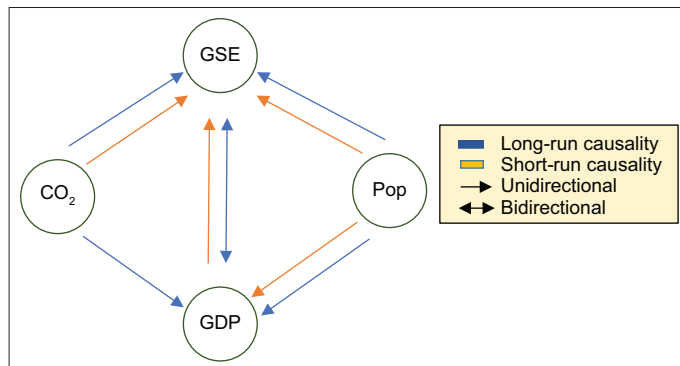 GSE
CO₂
Pop
GDP
Long-run causality
Short-run causality
Unidirectional
Bidirectional